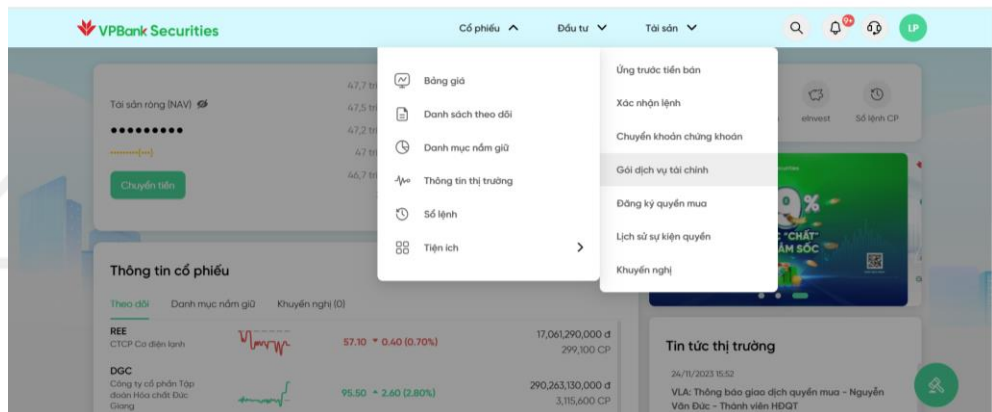 VPBank Securities
Cổ phiếu
Đầu tư
Tài sản
9+
LP
Bảng giá
Danh sách theo dõi
Danh mục nắm giữ
Thông tin thị trường
Sổ lệnh
Tiện ích
Ứng trước tiền bán
Xác nhận lệnh
Chuyển khoản chứng khoán
Gói dịch vụ tài chính
Đăng ký quyền mua
Lịch sử sự kiện quyền
Khuyến nghị
Tài sản ròng (NAV)
Chuyển tiền
47,7 tr
47,5 tr
47,2 tr
47 tr
46,7 tr
eInvest
Sổ lệnh CP
9%
"CHẤT"
ẮM SỐC
Thông tin cổ phiếu
Theo dõi Danh mục nắm giữ Khuyến nghị (0)
REE
CTCP Cơ điện lạnh
57.10 0.40 (0.70%)
17,061,290,000 đ
299,100 CP
DGC
Công ty cổ phần Tập
đoàn Hóa chất Đức
Giang
95.50 2.60 (2.80%)
290,263,130,000 đ
3,115,600 CP
Tin tức thị trường
24/11/2023 15:52
VLA: Thông báo giao dịch quyền mua - Nguyễn
Văn Đức - Thành viên HĐQT